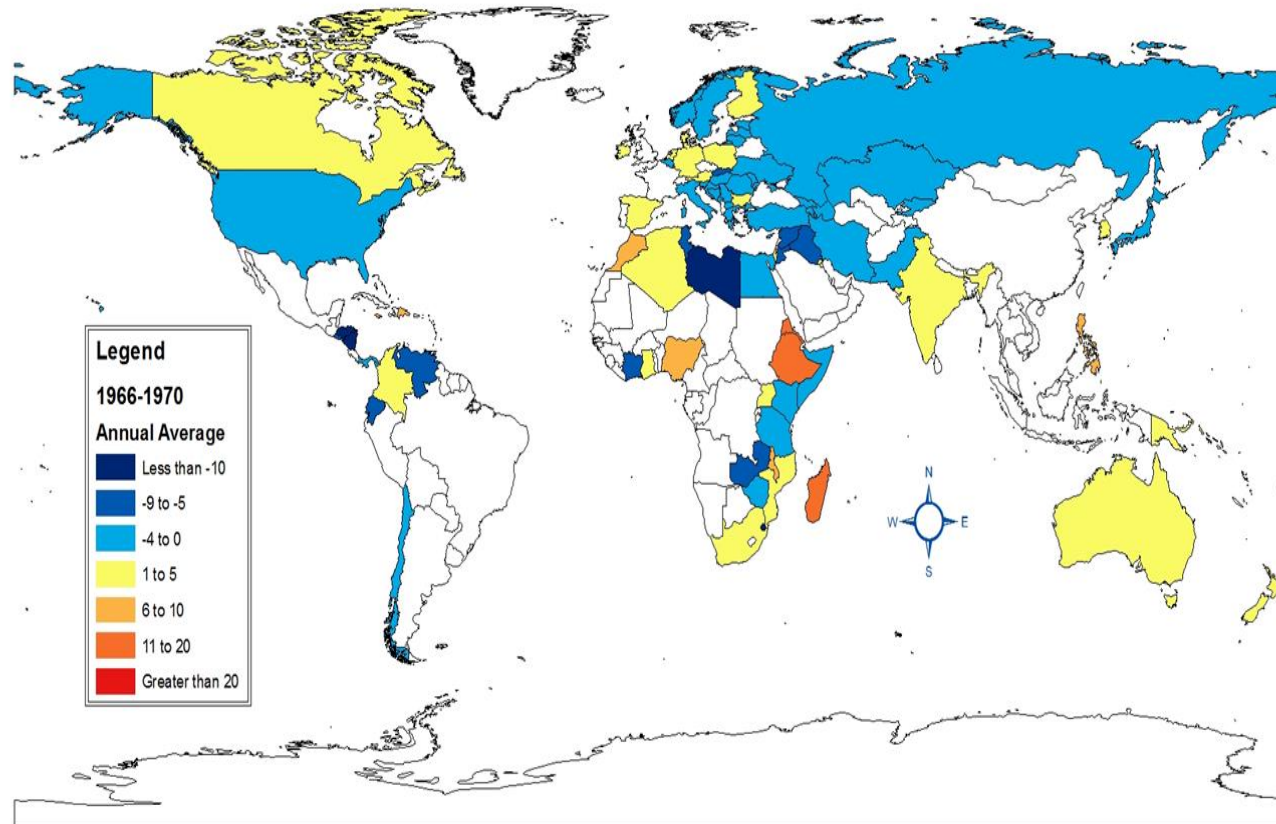 Legend
1966-1970
Annual Average
Less than -10
-9 to -5
-4 to 0
1 to 5
6 to 10
11 to 20
Greater than 20
N
W
E
S